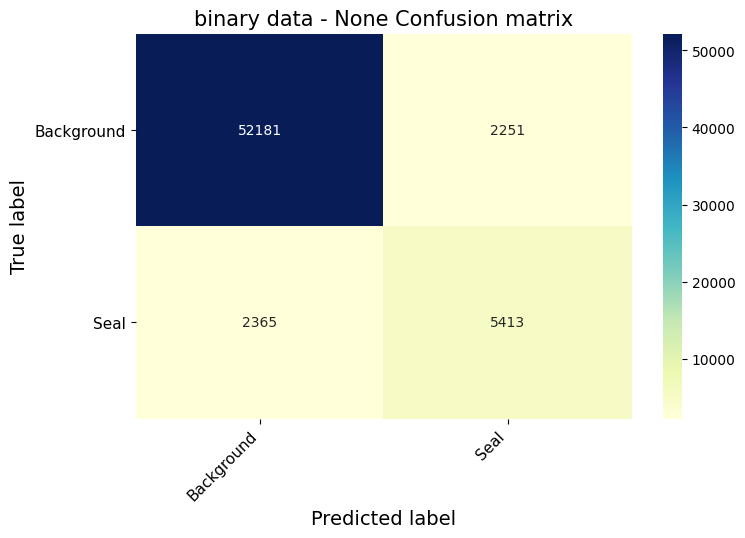 binary data - None Confusion matrix
50000
52181
2251
Background
40000
True label
30000
20000
Seal
2365
5413
10000
Background
Seal
Predicted label